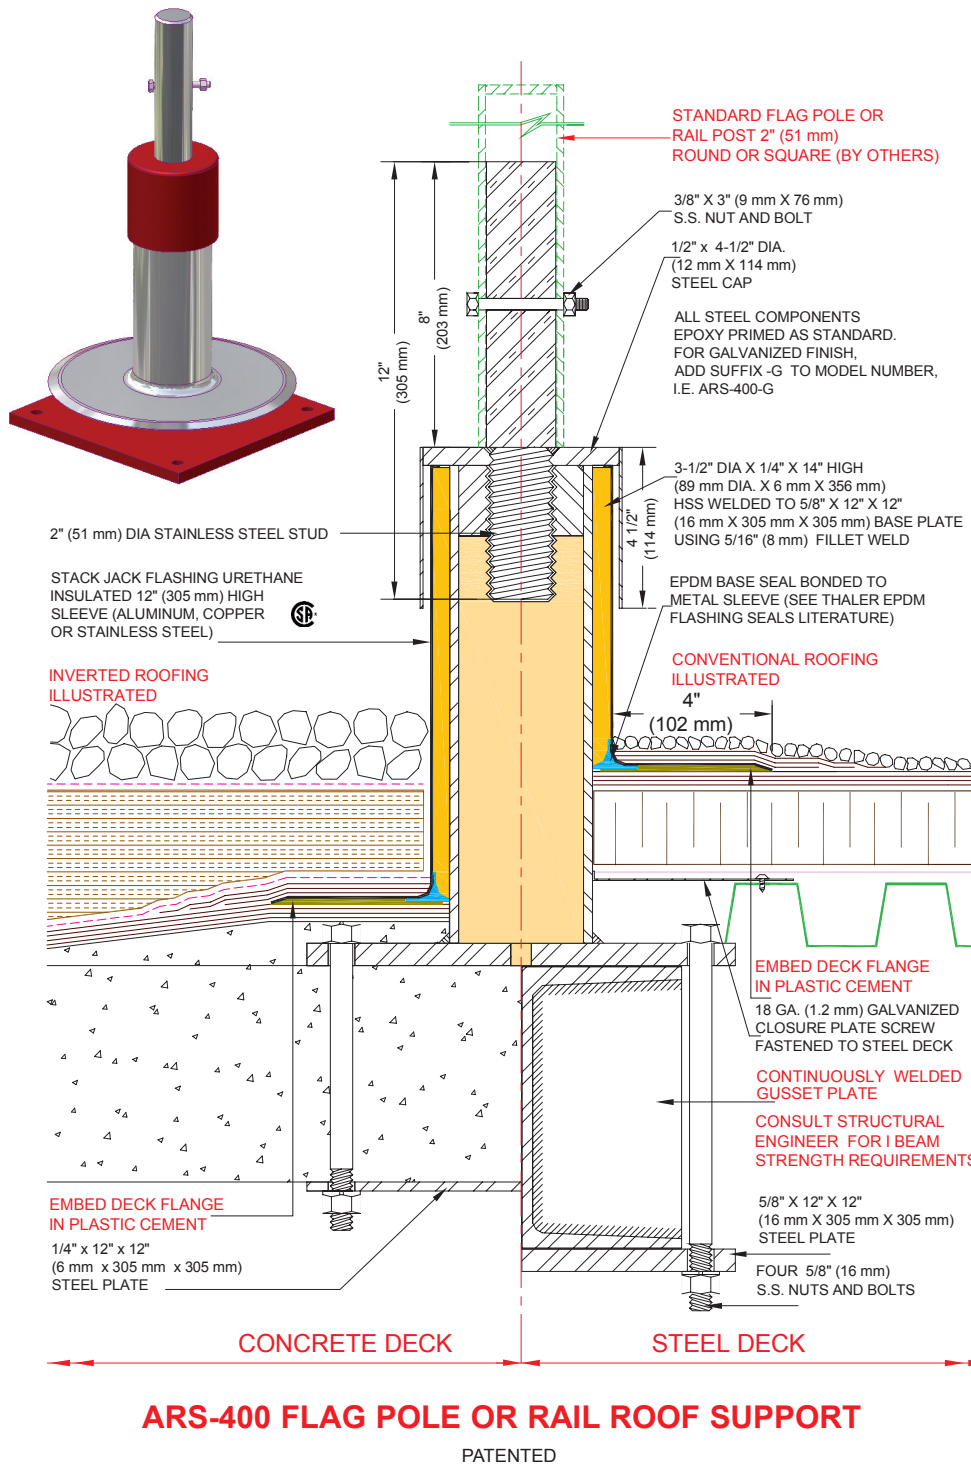 STANDARD FLAG POLE OR
RAIL POST 2" (51 mm)
ROUND OR SQUARE (BY OTHERS)
3/8" X 3" (9 mm X 76 mm)
S.S. NUT AND BOLT
1/2" x 4-1/2" DIA.
(12 mm X 114 mm)
STEEL CAP
ALL STEEL COMPONENTS
EPOXY PRIMED AS STANDARD.
FOR GALVANIZED FINISH,
ADD SUFFIX -G TO MODEL NUMBER,
I.E. ARS-400-G
8"
(203 mm)
12"
(305 mm)
3-1/2" DIA X 1/4" X 14" HIGH
(89 mm DIA. X 6 mm X 356 mm)
HSS WELDED TO 5/8" X 12" X 12"
(16 mm X 305 mm X 305 mm) BASE PLATE
USING 5/16" (8 mm) FILLET WELD
4 1/2"
(114 mm)
2" (51 mm) DIA STAINLESS STEEL STUD
STACK JACK FLASHING URETHANE
INSULATED 12" (305 mm) HIGH
SLEEVE (ALUMINUM, COPPER
OR STAINLESS STEEL)
EPDM BASE SEAL BONDED TO
METAL SLEEVE (SEE THALER EPDM
FLASHING SEALS LITERATURE)
INVERTED ROOFING
ILLUSTRATED
CONVENTIONAL ROOFING
ILLUSTRATED
4"
(102 mm)
EMBED DECK FLANGE
IN PLASTIC CEMENT
18 GA. (1.2 mm) GALVANIZED
CLOSURE PLATE SCREW
FASTENED TO STEEL DECK
CONTINUOUSLY WELDED
GUSSET PLATE
CONSULT STRUCTURAL
ENGINEER FOR I BEAM
STRENGTH REQUIREMENTS
EMBED DECK FLANGE
IN PLASTIC CEMENT
1/4" x 12" x 12"
(6 mm x 305 mm x 305 mm)
STEEL PLATE
5/8" X 12" X 12"
(16 mm X 305 mm X 305 mm)
STEEL PLATE
FOUR 5/8" (16 mm)
S.S. NUTS AND BOLTS
CONCRETE DECK
STEEL DECK
ARS-400 FLAG POLE OR RAIL ROOF SUPPORT
PATENTED